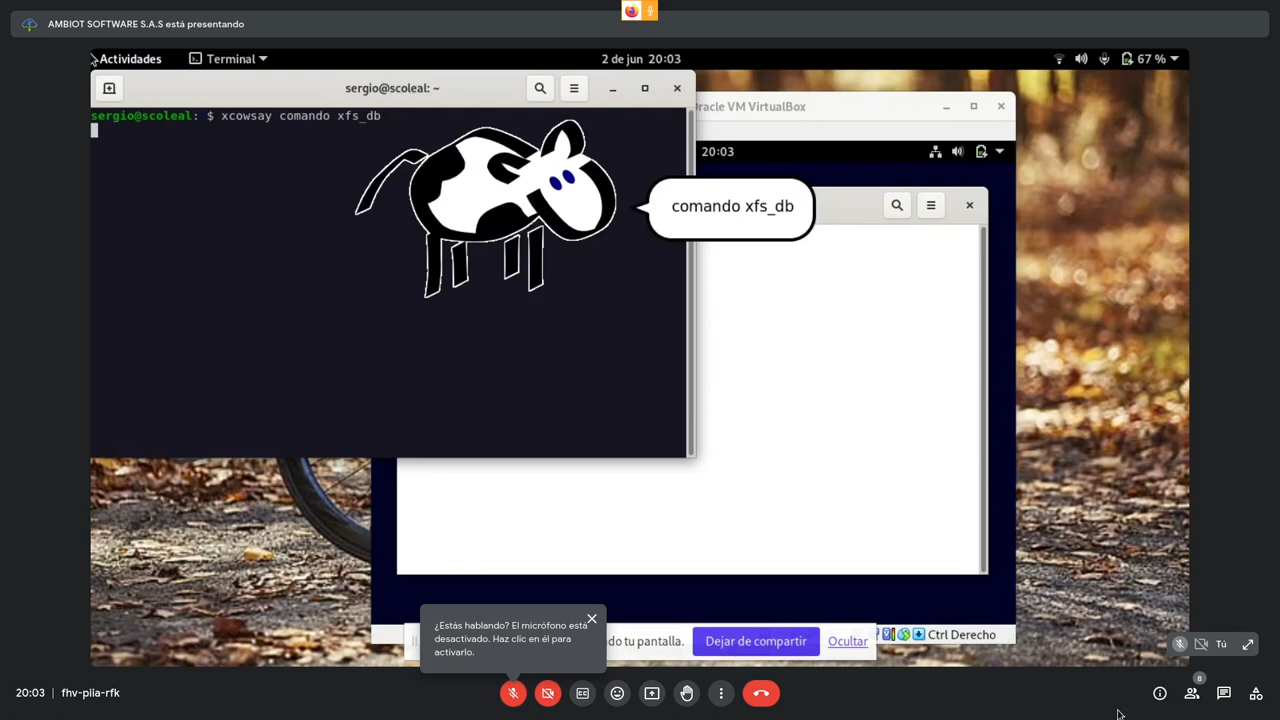 AMBIOT SOFTWARE S.A.S está presentando
Actividades
Terminal
2 de jun 20:03
67 %
sergio@scoleal: ~
sergio@scoleal: $ xcowsay comando xfs_db
Oracle VM VirtualBox
20:03
comando xfs_db
¿Estás hablando? El micrófono está
desactivado. Haz clic en él para
activarlo.
do tu pantalla.
Dejar de compartir
Ocultar
Ctrl Derecho
Tú
20:03
fhv-piia-rfk
8